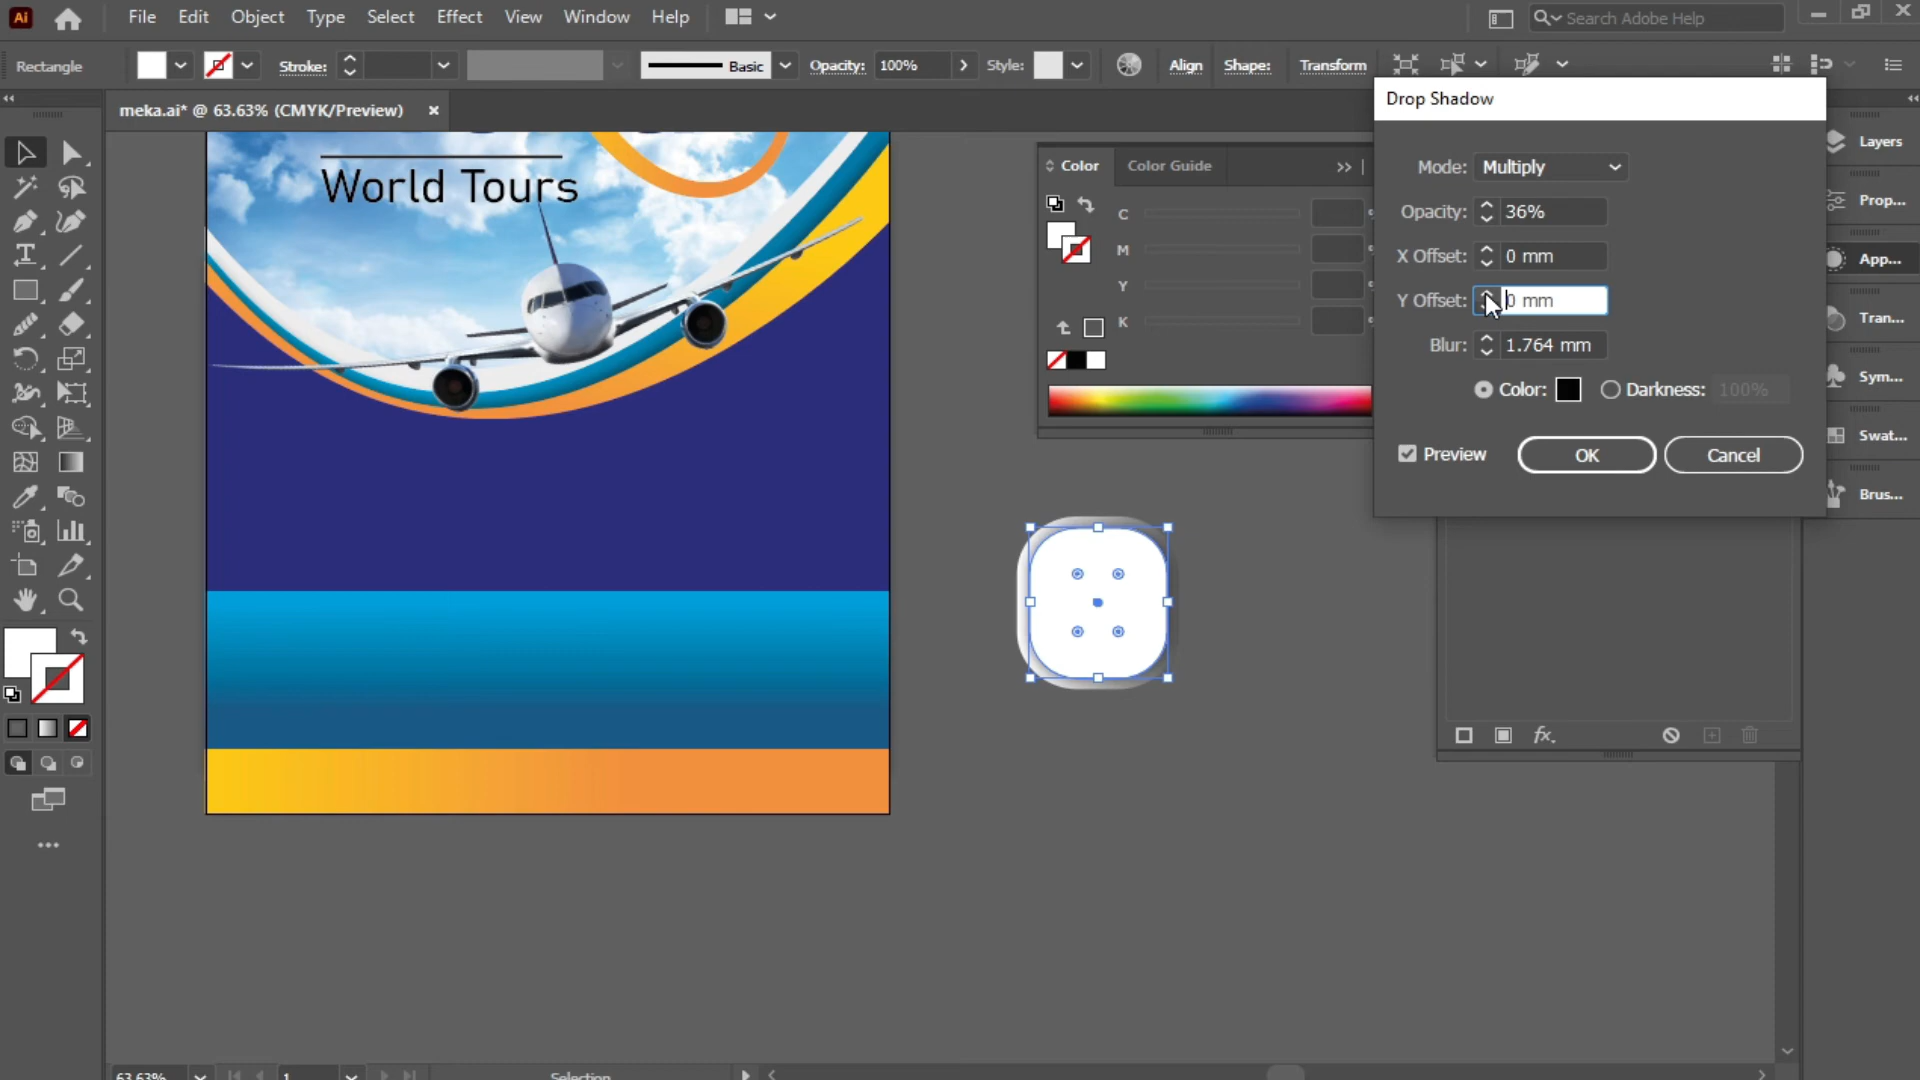 Ai File Edit Object Type Select Effect View Window Help Search Adobe Help
Rectangle Stroke: Basic Opacity: 100% Style: Align Shape: Transform
meka.ai* @ 63.63% (CMYK/Preview)
Drop Shadow
Mode: Multiply
Opacity: 36%
X Offset: 0 mm
Y Offset: 0 mm
Blur: 1.764 mm
Color: Darkness: 100%
Preview OK Cancel
Color Color Guide
C
M
Y
K
Layers
Prop...
App...
Tran...
Sym...
Swat...
Brus...
World Tours
fx.
63.63% 1 Selection